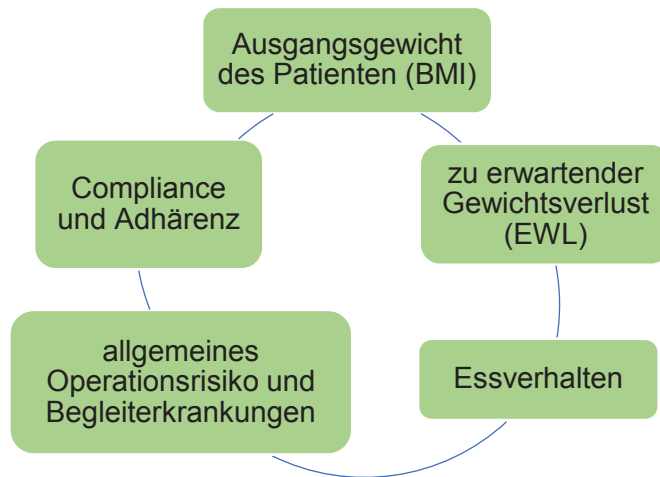 Ausgangsgewicht
des Patienten (BMI)
zu erwartender
Gewichtsverlust
(EWL)
Essverhalten
allgemeines
Operationsrisiko und
Begleiterkrankungen
Compliance
und Adhärenz